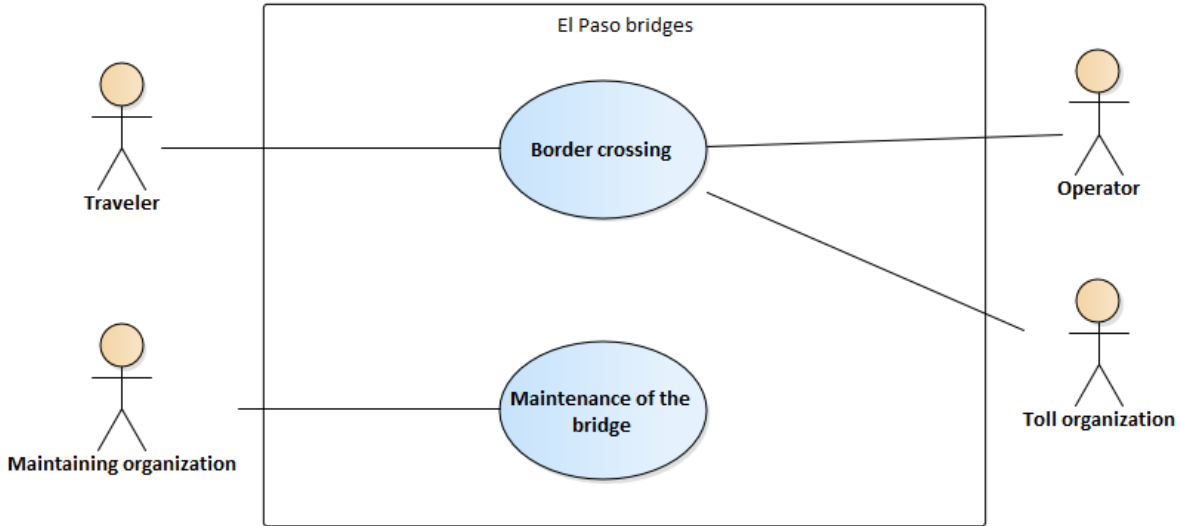 El Paso bridges
Border crossing
Traveler
Operator
Maintenance of the
bridge
Maintaining organization
Toll organization